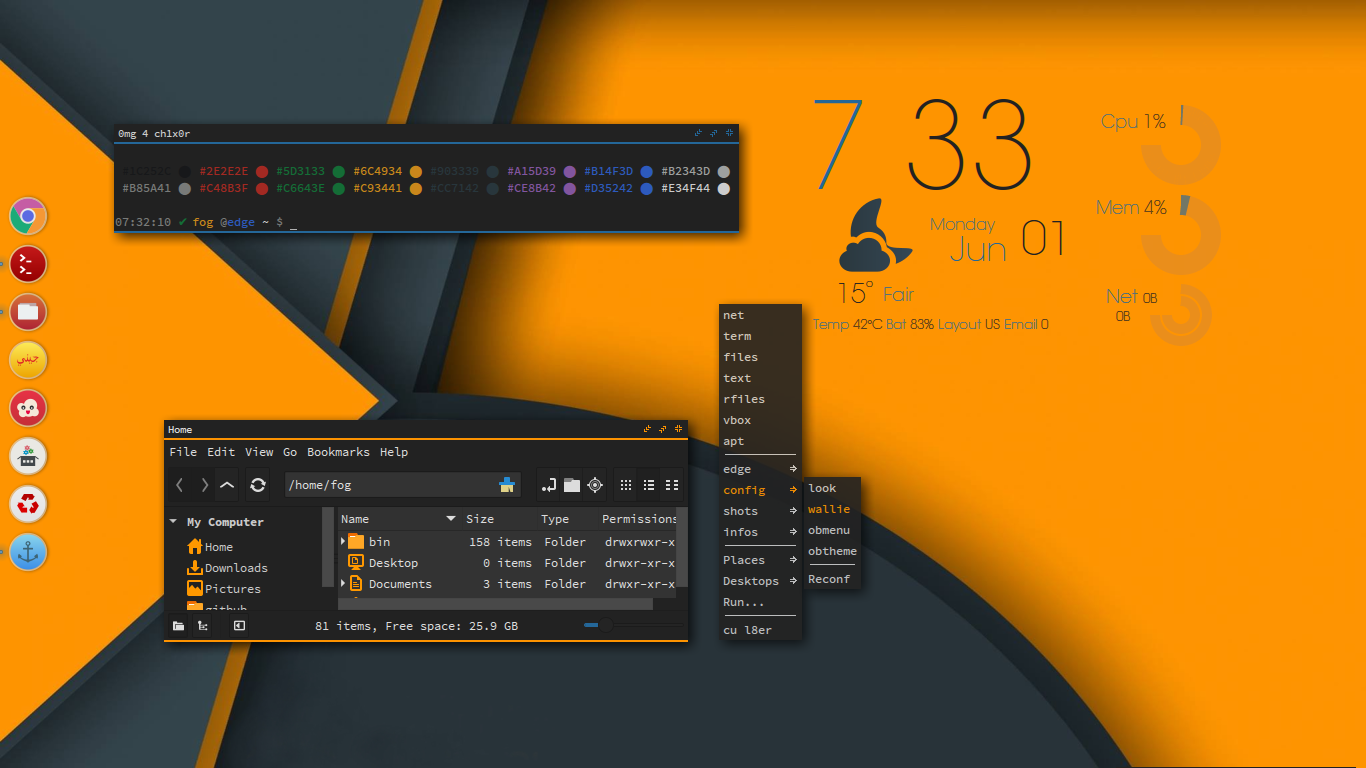 0mg 4 ch1x0r
#1C252C #2E2E2E #5D3133 #6C4934 #903339 #A15D39 #B14F3D #B2343D
#B85A41 #C48B3F #C6643E #C93441 #CC7142 #CE8B42 #D35242 #E34F44
07:32:10 ✔ fog @edge ~ $ _
7 33
Monday
Jun 01
15° Fair
Temp 42°C Bat 83% Layout US Email 0
Cpu 1%
Mem 4%
Net 0B
0B
جيني
Home
File Edit View Go Bookmarks Help
/home/fog
My Computer
Home
Downloads
Pictures
github
Name Size Type Permissions
bin 158 items Folder drwxrwxr-x
Desktop 0 items Folder drwxr-xr-x
Documents 3 items Folder drwxr-xr-x
81 items, Free space: 25.9 GB
net
term
files
text
rfiles
vbox
apt
edge
config
shots
infos
Places
Desktops
Run...
cu l8er
look
wallie
obmenu
obtheme
Reconf